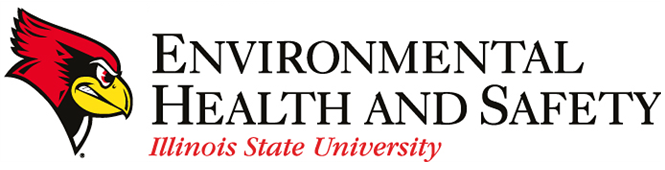 ENVIRONMENTAL
HEALTH AND SAFETY
Illinois State University
®